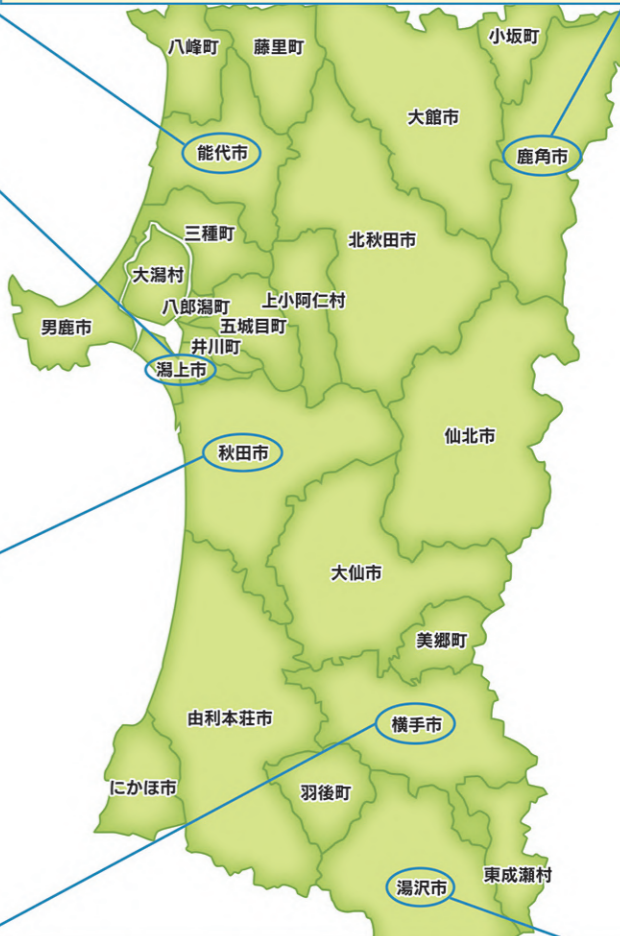 八峰町
藤里町
小坂町
大館市
能代市
鹿角市
三種町
北秋田市
大潟村
八郎潟町
上小阿仁村
男鹿市
五城目町
井川町
潟上市
仙北市
秋田市
大仙市
美郷町
由利本荘市
横手市
にかほ市
羽後町
東成瀬村
湯沢市